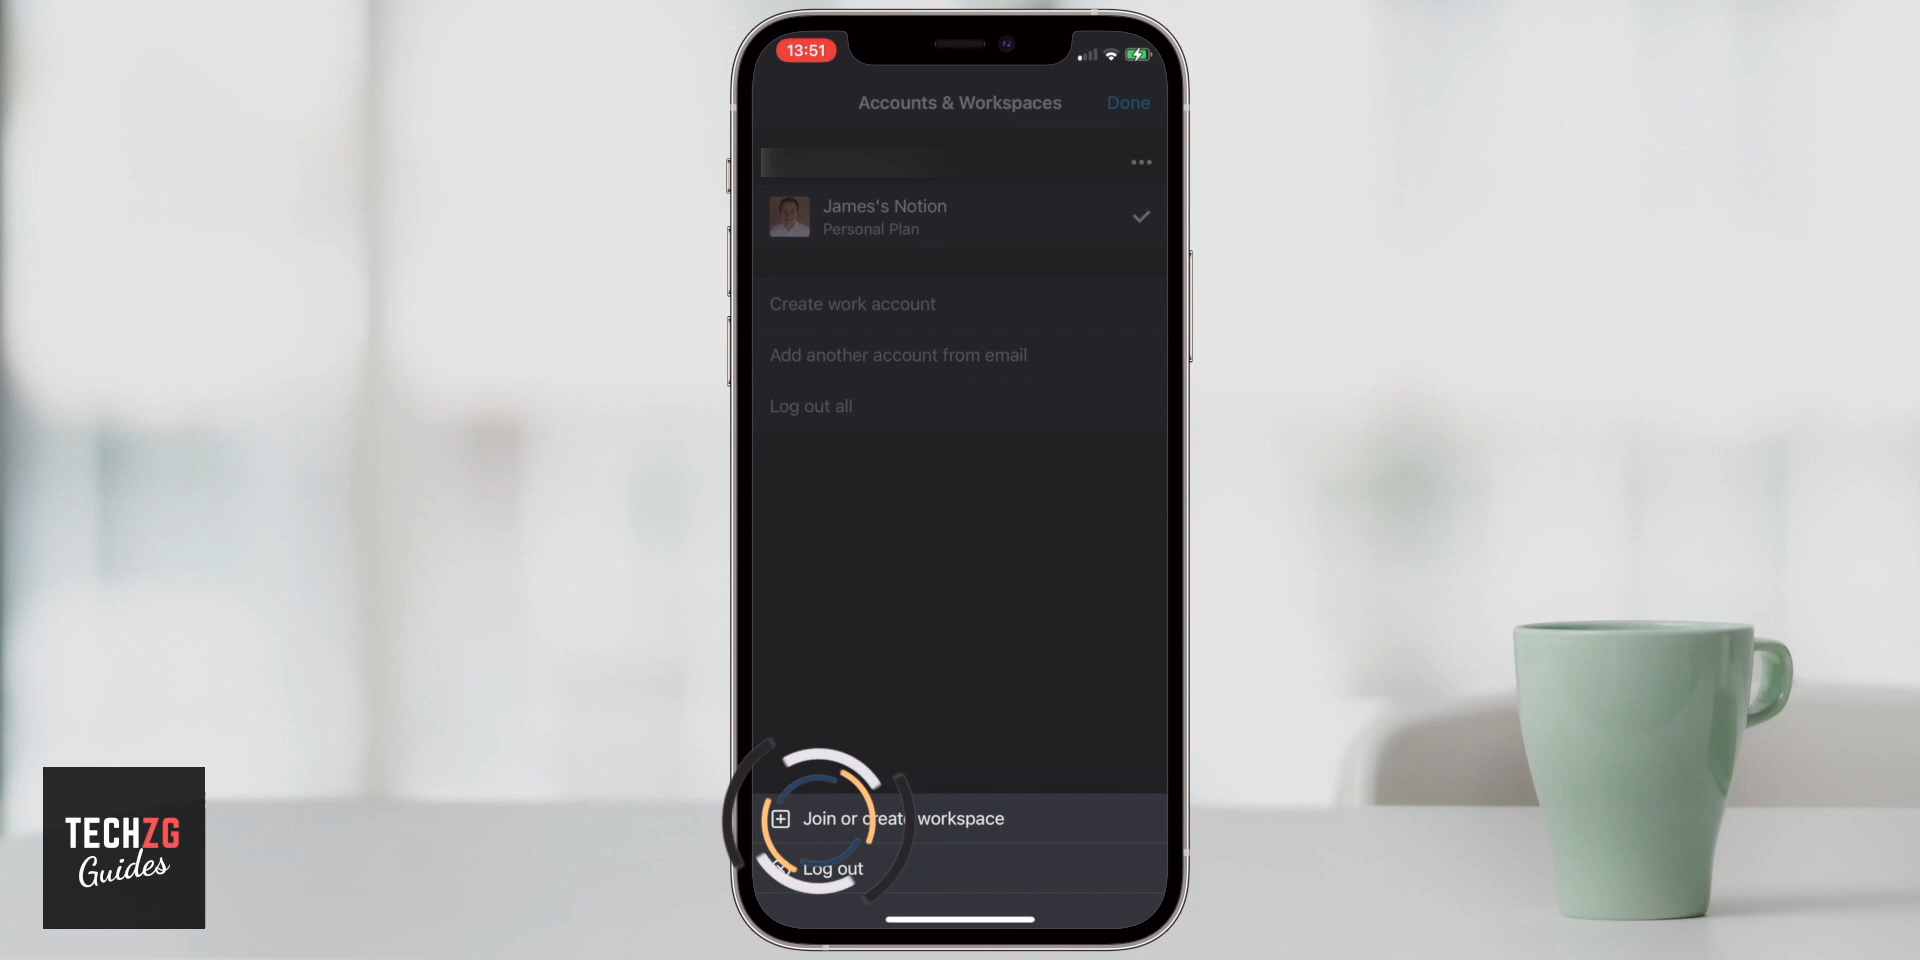 13:51
Accounts & Workspaces
Done
James's Notion
Personal Plan
Create work account
Add another account from email
Log out all
Join or create workspace
Log out
TECHZG
Guides